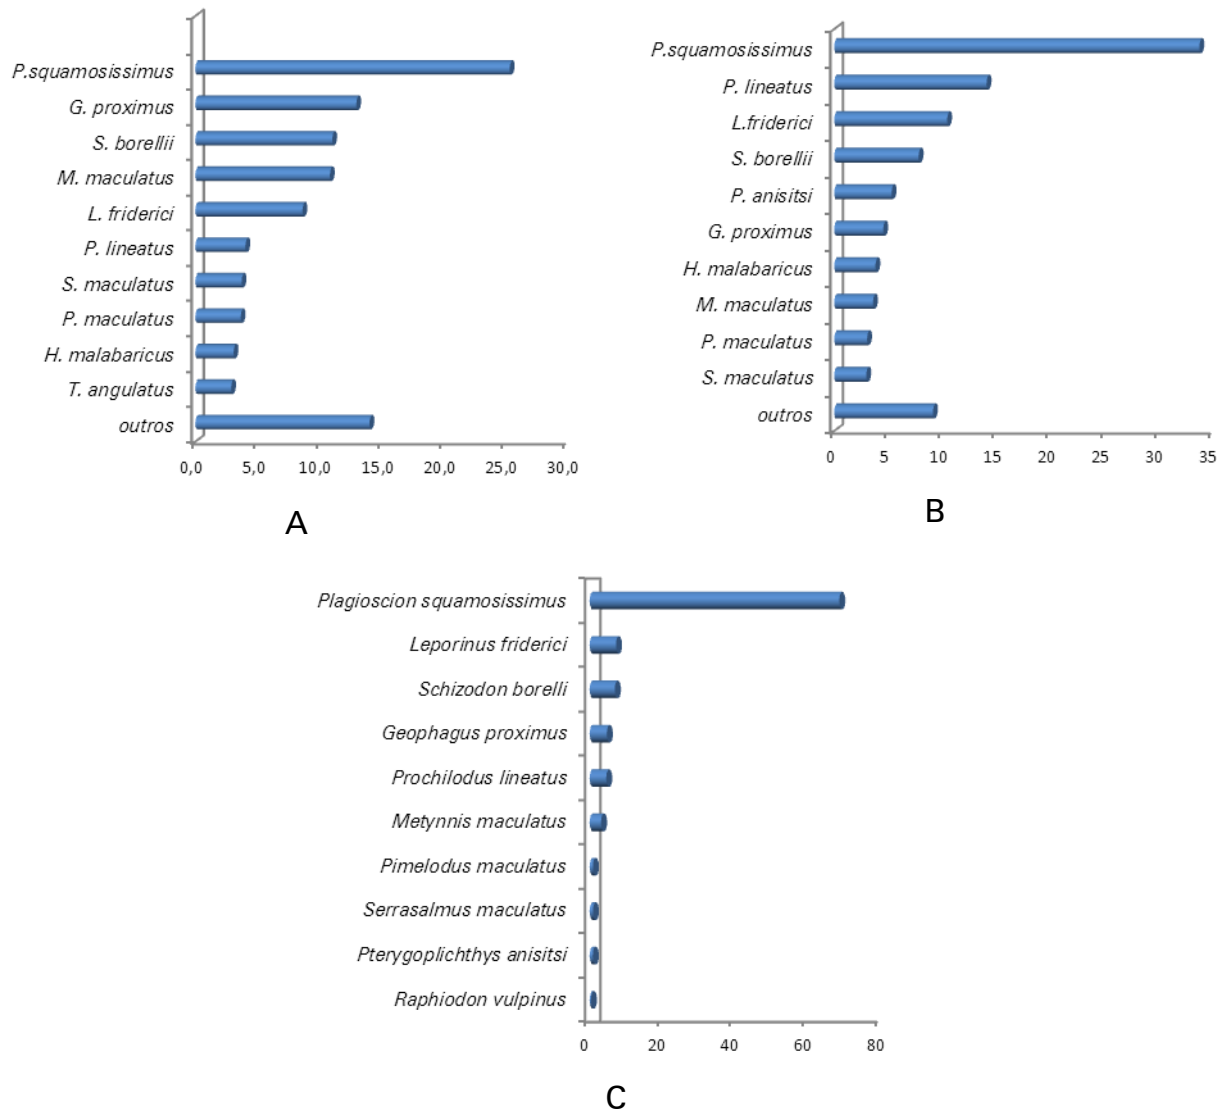 P.squamosissimus
G. proximus
S. borellii
M. maculatus
L. friderici
P. lineatus
S. maculatus
P. maculatus
H. malabaricus
T. angulatus
outros
0,0 5,0 10,0 15,0 20,0 25,0 30,0
A
P.squamosissimus
P. lineatus
L.friderici
S. borellii
P. anisitsi
G. proximus
H. malabaricus
M. maculatus
P. maculatus
S. maculatus
outros
0 5 10 15 20 25 30 35
B
Plagioscion squamosissimus
Leporinus friderici
Schizodon borelli
Geophagus proximus
Prochilodus lineatus
Metynnis maculatus
Pimelodus maculatus
Serrasalmus maculatus
Pterygoplichthys anisitsi
Raphiodon vulpinus
0 20 40 60 80
C